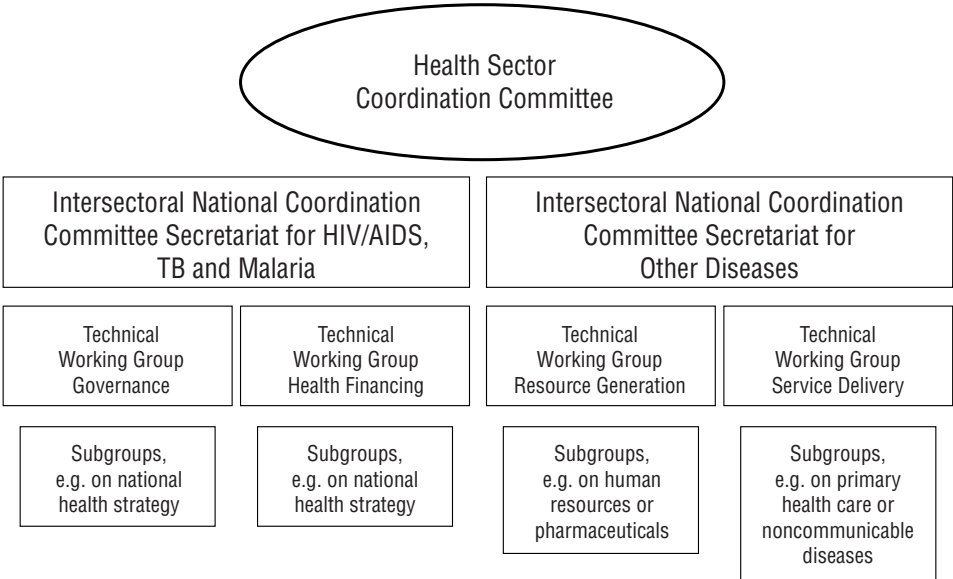 Health Sector
Coordination Committee
Intersectoral National Coordination
Committee Secretariat for HIV/AIDS,
TB and Malaria
Intersectoral National Coordination
Committee Secretariat for
Other Diseases
Technical
Working Group
Governance
Technical
Working Group
Health Financing
Technical
Working Group
Resource Generation
Technical
Working Group
Service Delivery
Subgroups,
e.g. on national
health strategy
Subgroups,
e.g. on national
health strategy
Subgroups,
e.g. on human
resources or
pharmaceuticals
Subgroups,
e.g. on primary
health care or
noncommunicable
diseases